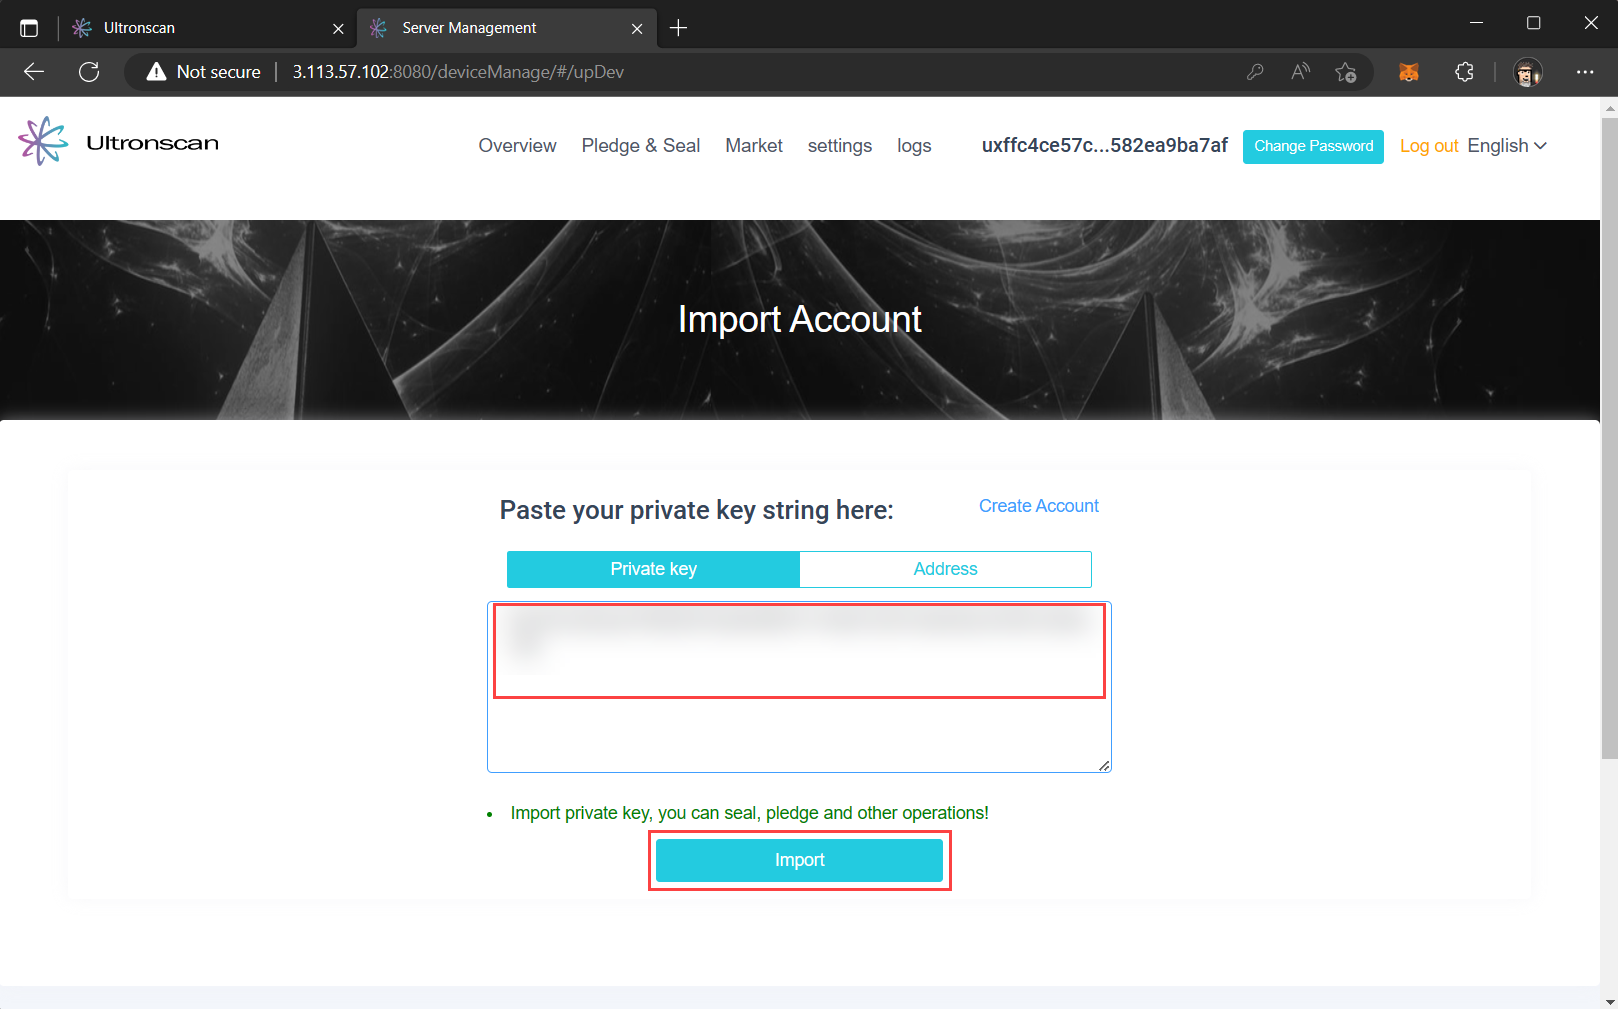 Ultronscan
Server Management
Not secure
3.113.57.102:8080/deviceManage/#/upDev
Ultronscan
Overview
Pledge & Seal
Market
settings
logs
uxffc4ce57c...582ea9ba7af
Change Password
Log out
English
Import Account
Paste your private key string here:
Create Account
Private key
Address
Import private key, you can seal, pledge and other operations!
Import